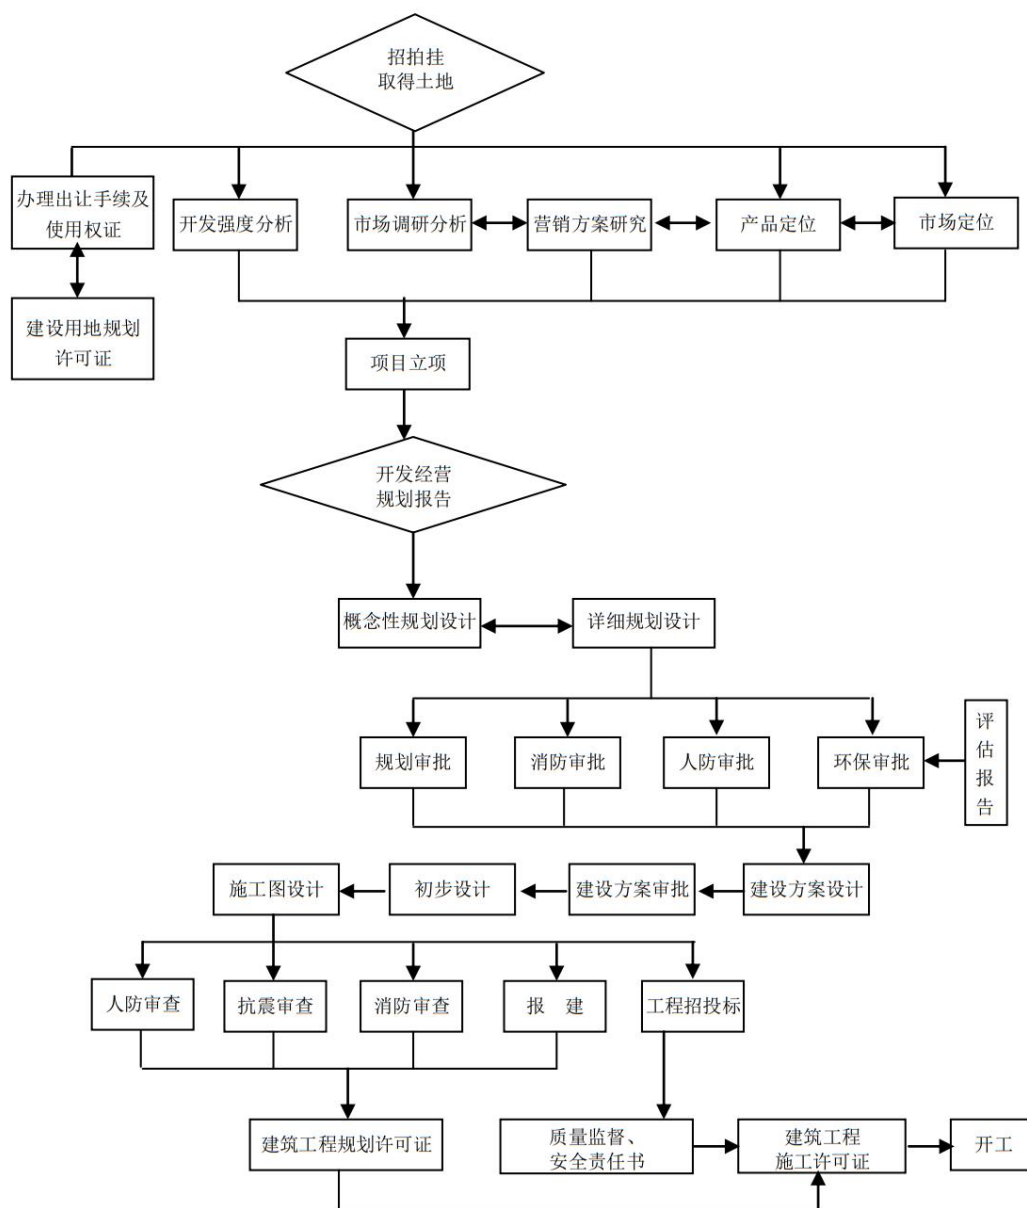 招拍挂
取得土地
办理出让手续及
使用权证
开发强度分析
市场调研分析
营销方案研究
产品定位
市场定位
建设用地规划
许可证
项目立项
开发经营
规划报告
概念性规划设计
详细规划设计
规划审批
消防审批
人防审批
环保审批
评
估
报
告
施工图设计
初步设计
建设方案审批
建设方案设计
人防审查
抗震审查
消防审查
报 建
工程招投标
建筑工程规划许可证
质量监督、
安全责任书
建筑工程
施工许可证
开工